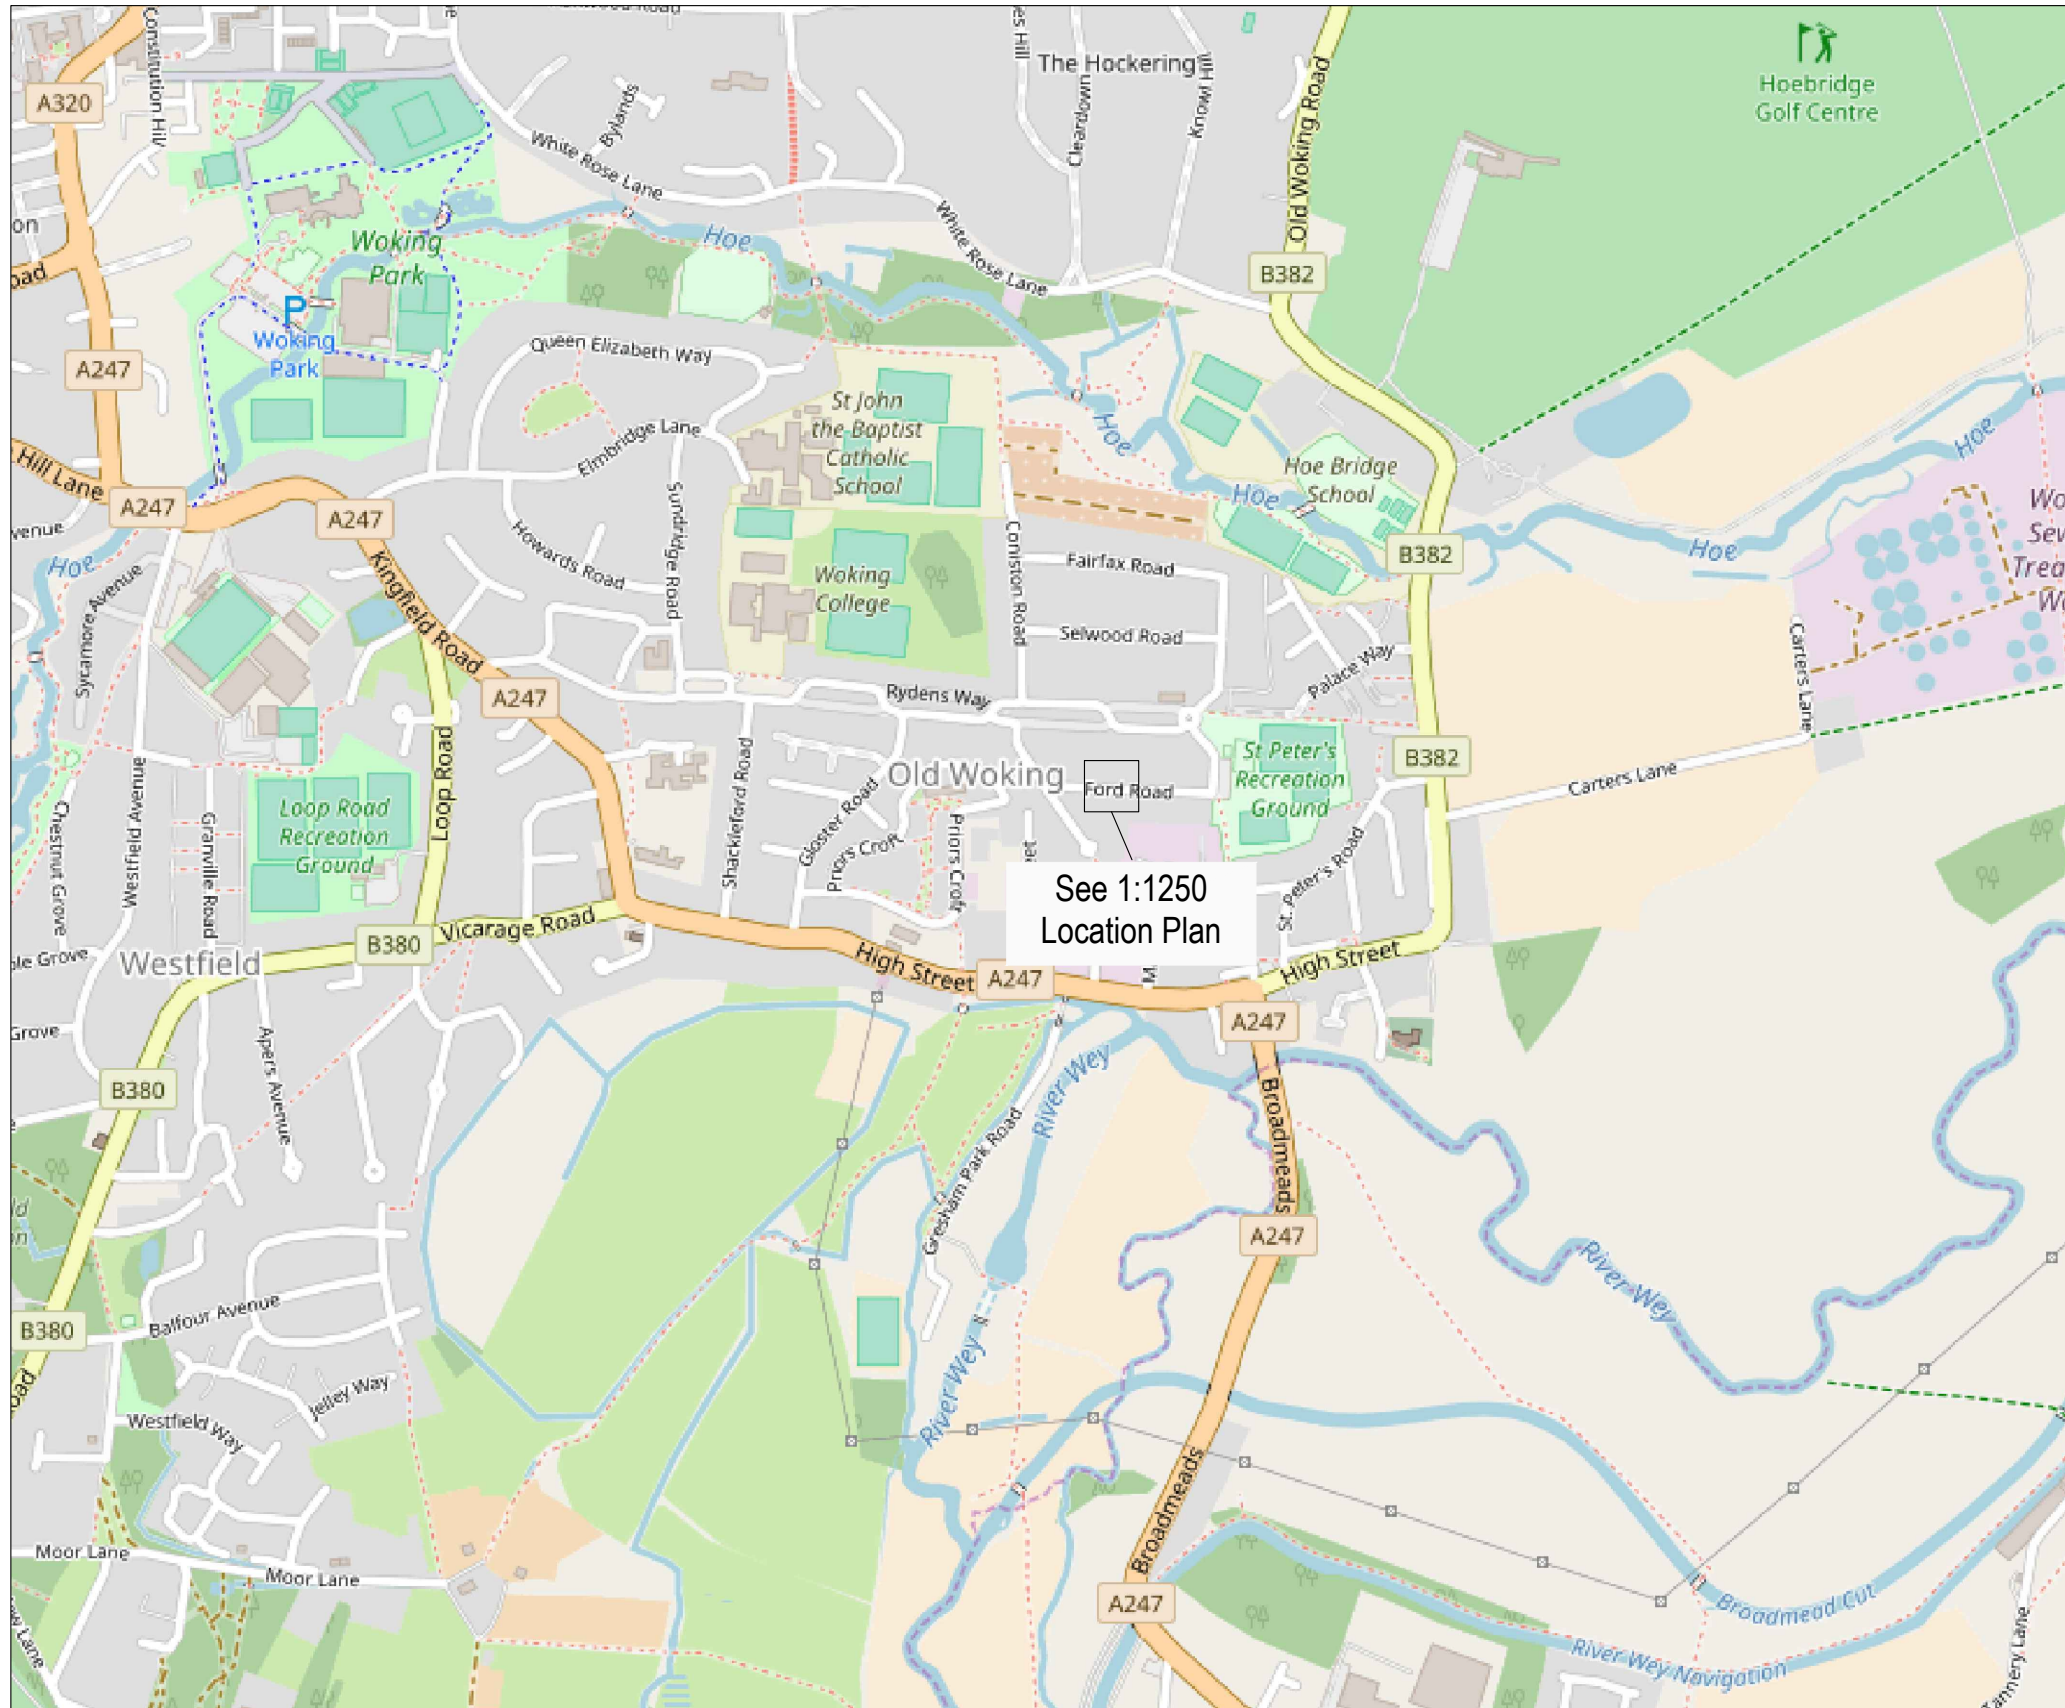 Constitution Hill
A320
The Hockering
Hoebridge
Golf Centre
Cleardown
Knowl Hill
Old Woking Road
Bylands
White Rose Lane
Hoe
White Rose Lane
Woking
Park
B382
P
Woking
Park
A247
Queen Elizabeth Way
Elmbridge Lane
St John
the Baptist
Catholic
School
Hoe
Hoe
Hoe Bridge
School
Hoe
Hill Lane
A247
A247
Howards Road
Sundridge Road
Coniston Road
B382
Hoe
Hoe
Sycamore Avenue
Kingfield Road
Woking
College
Fairfax Road
Selwood Road
Palace Way
Carters Lane
A247
Rydens Way
Loop Road
Shackleford Road
Old Woking
Ford Road
St Peter's
Recreation
Ground
B382
Carters Lane
Chestnut Grove
Westfield Avenue
Granville Road
Loop Road
Recreation
Ground
Gloster Road
Priors Croft
Priors Croft
St. Peter's Road
See 1:1250
Location Plan
Westfield
B380
Vicarage Road
High Street
A247
High Street
A247
Grove
Apers Avenue
B380
River Wey
Gresham Park Road
Broadmeads
A247
River Wey
B380
Balfour Avenue
Jelley Way
Westfield Way
River Wey
Broadmeads
Moor Lane
Moor Lane
A247
Broadmead Cut
River Wey Navigation
Tannery Lane